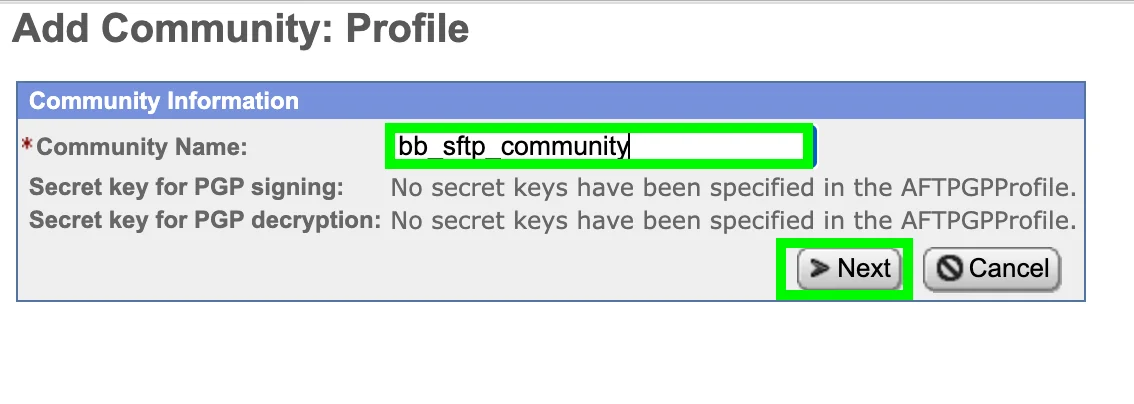 Add Community: Profile
Community Information
*Community Name: bb_sftp_community
Secret key for PGP signing: No secret keys have been specified in the AFTPGPProfile.
Secret key for PGP decryption: No secret keys have been specified in the AFTPGPProfile.
Next Cancel